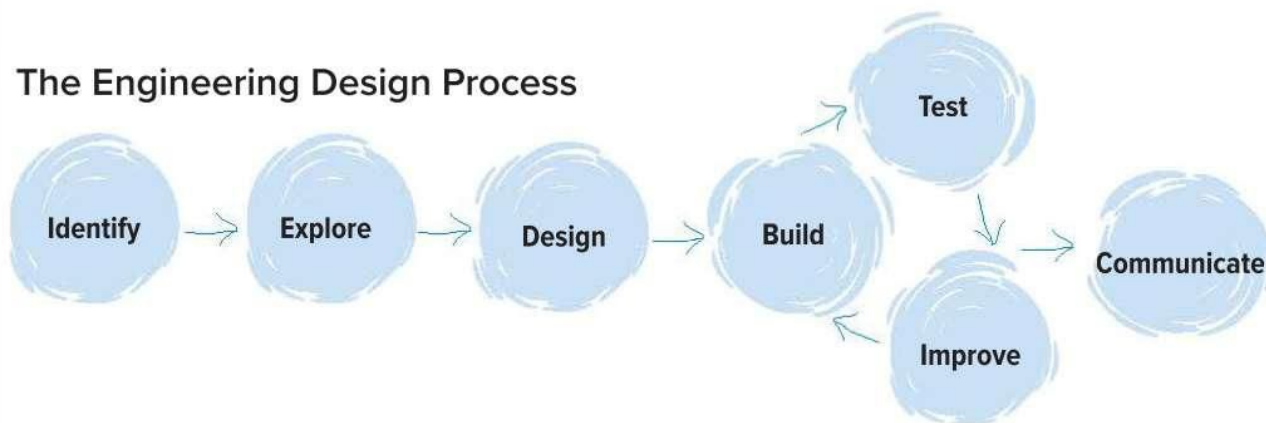 The Engineering Design Process
Identify
Explore
Design
Build
Test
Improve
Communicate